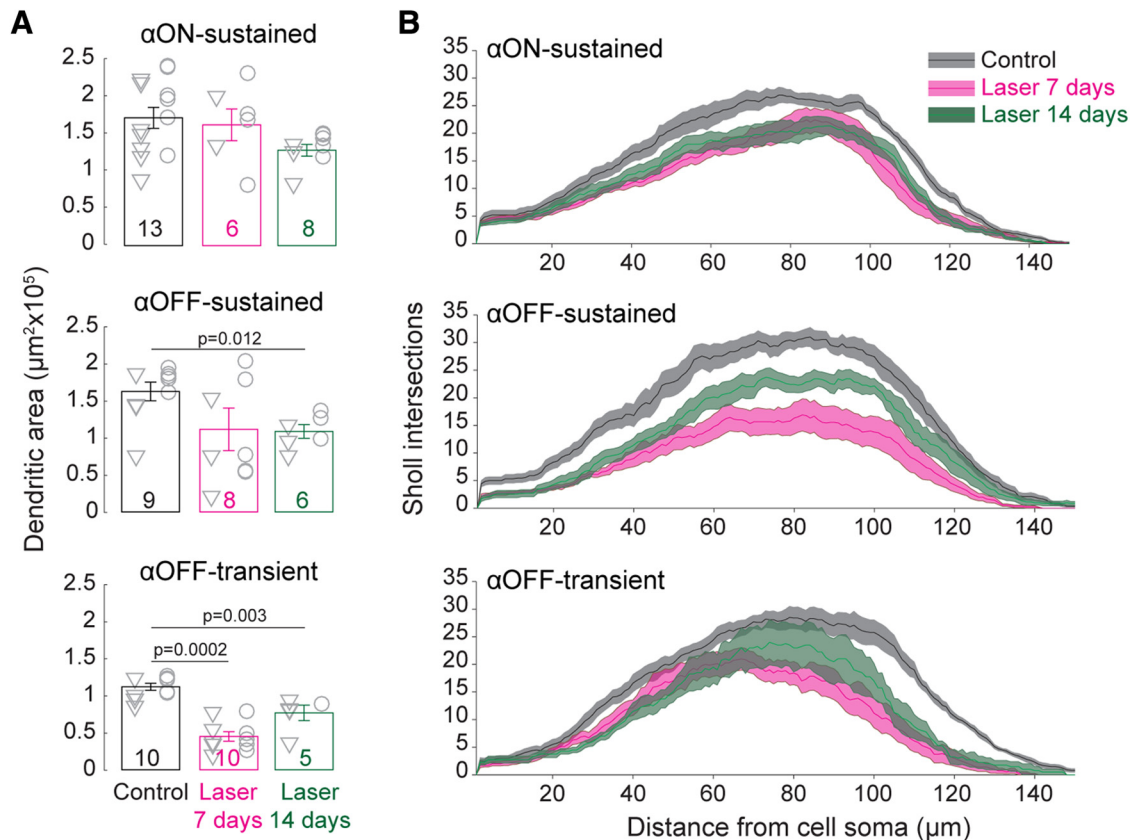 A
αON-sustained
2.5
2
1.5
1
0.5
0
13
6
8
αOFF-sustained
2.5
2
1.5
1
0.5
0
p=0.012
9
8
6
αOFF-transient
2.5
2
1.5
1
0.5
0
p=0.003
p=0.0002
10
10
5
Control
Laser
7 days
Laser
14 days
Dendritic area (µm²x10⁵)
B
αON-sustained
Control
Laser 7 days
Laser 14 days
35
30
25
20
15
10
5
0
20 40 60 80 100 120 140
αOFF-sustained
35
30
25
20
15
10
5
0
20 40 60 80 100 120 140
αOFF-transient
35
30
25
20
15
10
5
0
20 40 60 80 100 120 140
Sholl intersections
Distance from cell soma (µm)